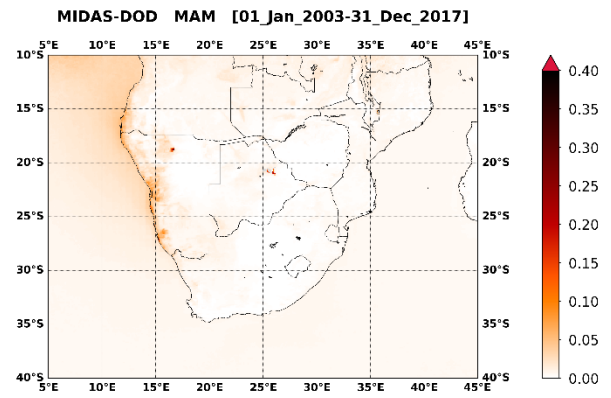 MIDAS-DOD MAM [01_Jan_2003-31_Dec_2017]
5°E 10°E 15°E 20°E 25°E 30°E 35°E 40°E 45°E
10°S 10°S
15°S 15°S
20°S 20°S
25°S 25°S
30°S 30°S
35°S 35°S
40°S 40°S
5°E 10°E 15°E 20°E 25°E 30°E 35°E 40°E 45°E
0.40
0.35
0.30
0.25
0.20
0.15
0.10
0.05
0.00